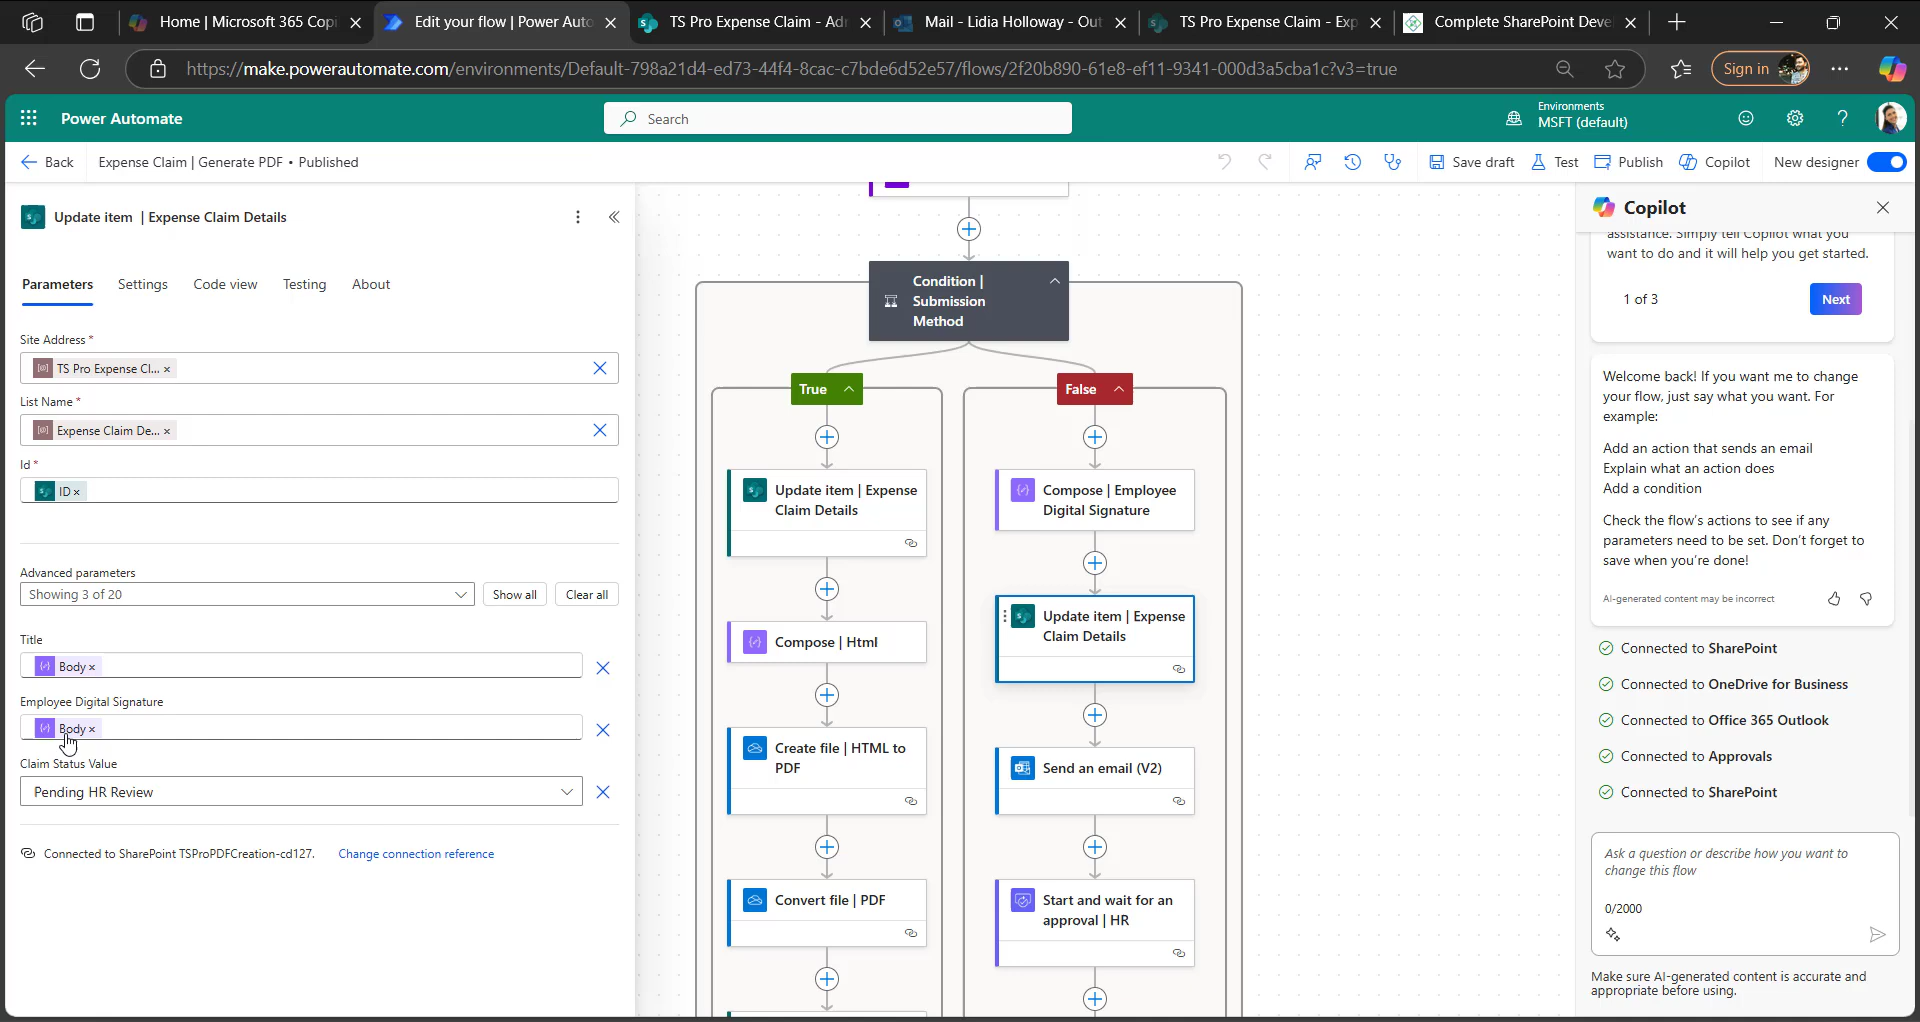 Home | Microsoft 365 Copi
Edit your flow | Power Auto
TS Pro Expense Claim - Adr
Mail - Lidia Holloway - Out
TS Pro Expense Claim - Exp
Complete SharePoint Deve
https://make.powerautomate.com/environments/Default-798a21d4-ed73-44f4-8cac-c7bde6d52e57/flows/2f20b890-61e8-ef11-9341-000d3a5cba1c?v3=true
Sign in
Power Automate
Search
Environments
MSFT (default)
Back
Expense Claim | Generate PDF • Published
Save draft
Test
Publish
Copilot
New designer
Update item | Expense Claim Details
Parameters
Settings
Code view
Testing
About
Site Address *
TS Pro Expense Cl... ×
List Name *
Expense Claim De... ×
Id *
ID ×
Advanced parameters
Showing 3 of 20
Show all
Clear all
Title
Body ×
Employee Digital Signature
Body ×
Claim Status Value
Pending HR Review
Connected to SharePoint TSProPDFCreation-cd127.
Change connection reference
Condition |
Submission
Method
True
False
Update item | Expense
Claim Details
Compose | Html
Create file | HTML to
PDF
Convert file | PDF
Compose | Employee
Digital Signature
Update item | Expense
Claim Details
Send an email (V2)
Start and wait for an
approval | HR
Copilot
assistance. Simply tell Copilot what you
want to do and it will help you get started.
1 of 3
Next
Welcome back! If you want me to change
your flow, just say what you want. For
example:
Add an action that sends an email
Explain what an action does
Add a condition
Check the flow's actions to see if any
parameters need to be set. Don't forget to
save when you're done!
AI-generated content may be incorrect
Connected to SharePoint
Connected to OneDrive for Business
Connected to Office 365 Outlook
Connected to Approvals
Connected to SharePoint
Ask a question or describe how you want to
change this flow
0/2000
Make sure AI-generated content is accurate and
appropriate before using.